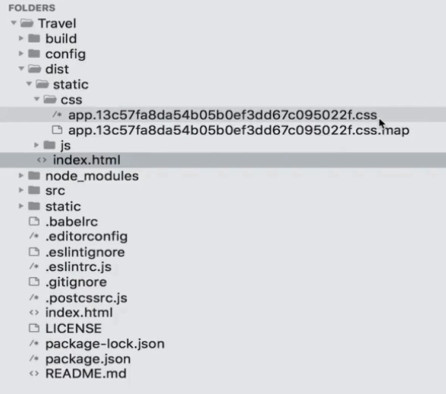 FOLDERS
Travel
build
config
dist
static
css
app.13c57fa8da54b05b0ef3dd67c095022f.css
app.13c57fa8da54b05b0ef3dd67c095022f.css.map
js
index.html
node_modules
src
static
.babelrc
.editorconfig
.eslintignore
.eslintrc.js
.gitignore
.postcssrc.js
index.html
LICENSE
package-lock.json
package.json
README.md